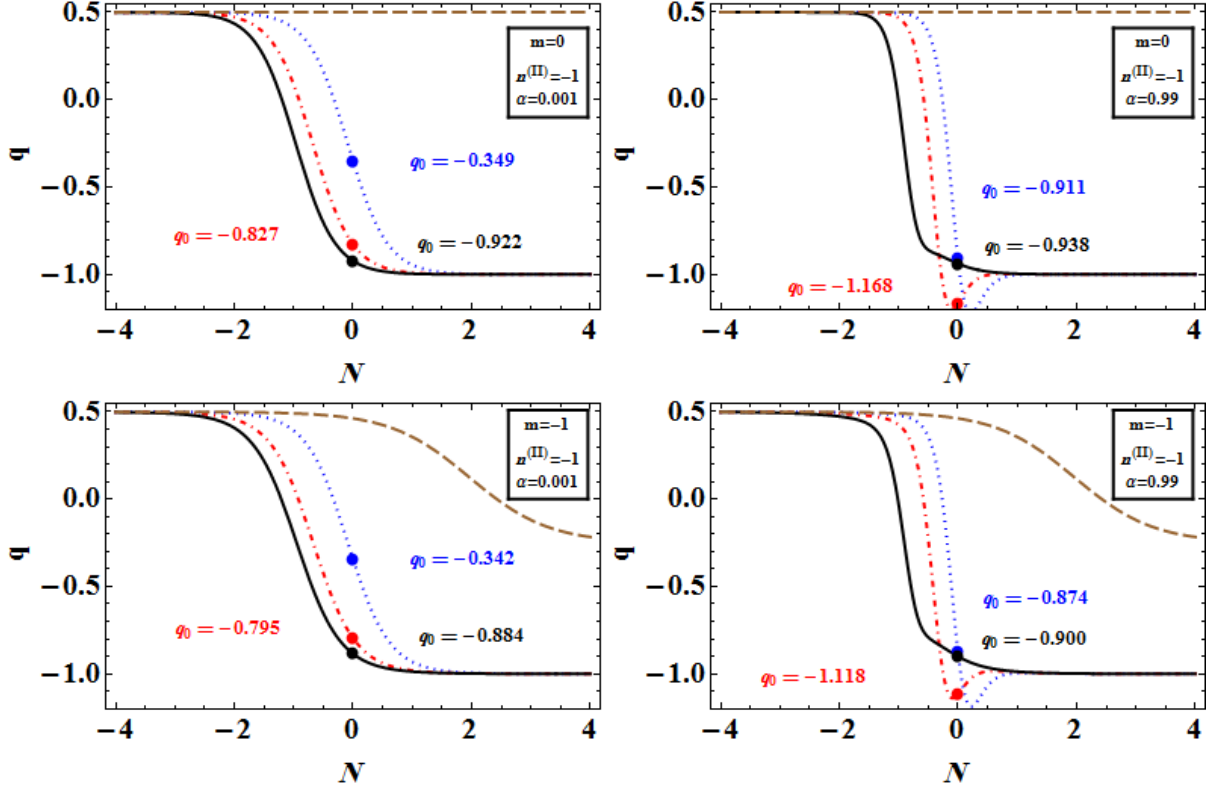 0.5
0.0
−0.5
−1.0
q
m=0
n^(II)=−1
α=0.001
q₀ = −0.349
q₀ = −0.827
q₀ = −0.922
−4 −2 0 2 4
N
0.5
0.0
−0.5
−1.0
q
m=0
n^(II)=−1
α=0.99
q₀ = −0.911
q₀ = −0.938
q₀ = −1.168
−4 −2 0 2 4
N
0.5
0.0
−0.5
−1.0
q
m=−1
n^(II)=−1
α=0.001
q₀ = −0.342
q₀ = −0.795
q₀ = −0.884
−4 −2 0 2 4
N
0.5
0.0
−0.5
−1.0
q
m=−1
n^(II)=−1
α=0.99
q₀ = −0.874
q₀ = −0.900
q₀ = −1.118
−4 −2 0 2 4
N